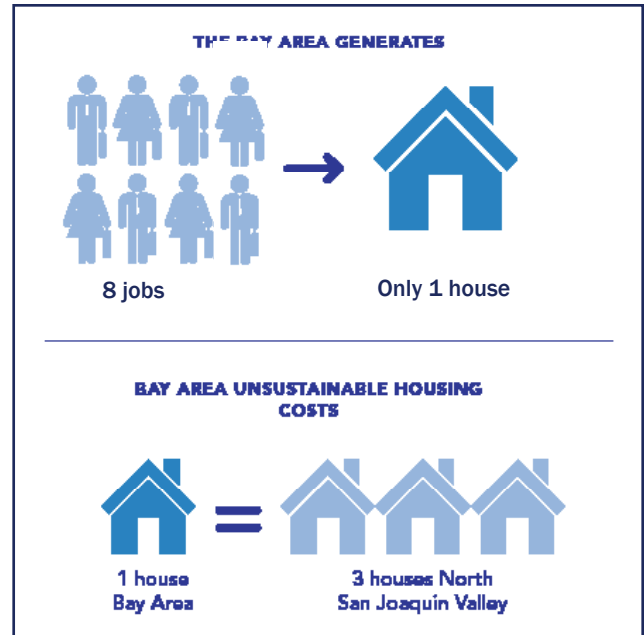 THE BAY AREA GENERATES
8 jobs
Only 1 house
BAY AREA UNSUSTAINABLE HOUSING
COSTS
1 house
Bay Area
3 houses North
San Joaquin Valley